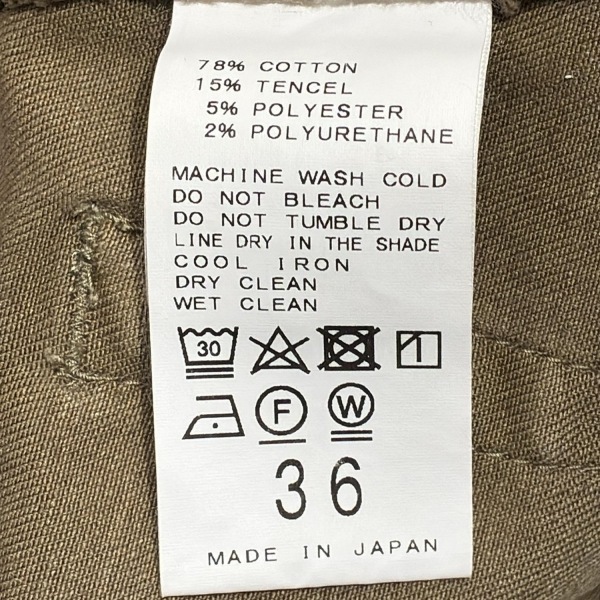 78% COTTON
15% TENCEL
5% POLYESTER
2% POLYURETHANE
MACHINE WASH COLD
DO NOT BLEACH
DO NOT TUMBLE DRY
LINE DRY IN THE SHADE
COOL IRON
DRY CLEAN
WET CLEAN
30
F W
36
MADE IN JAPAN